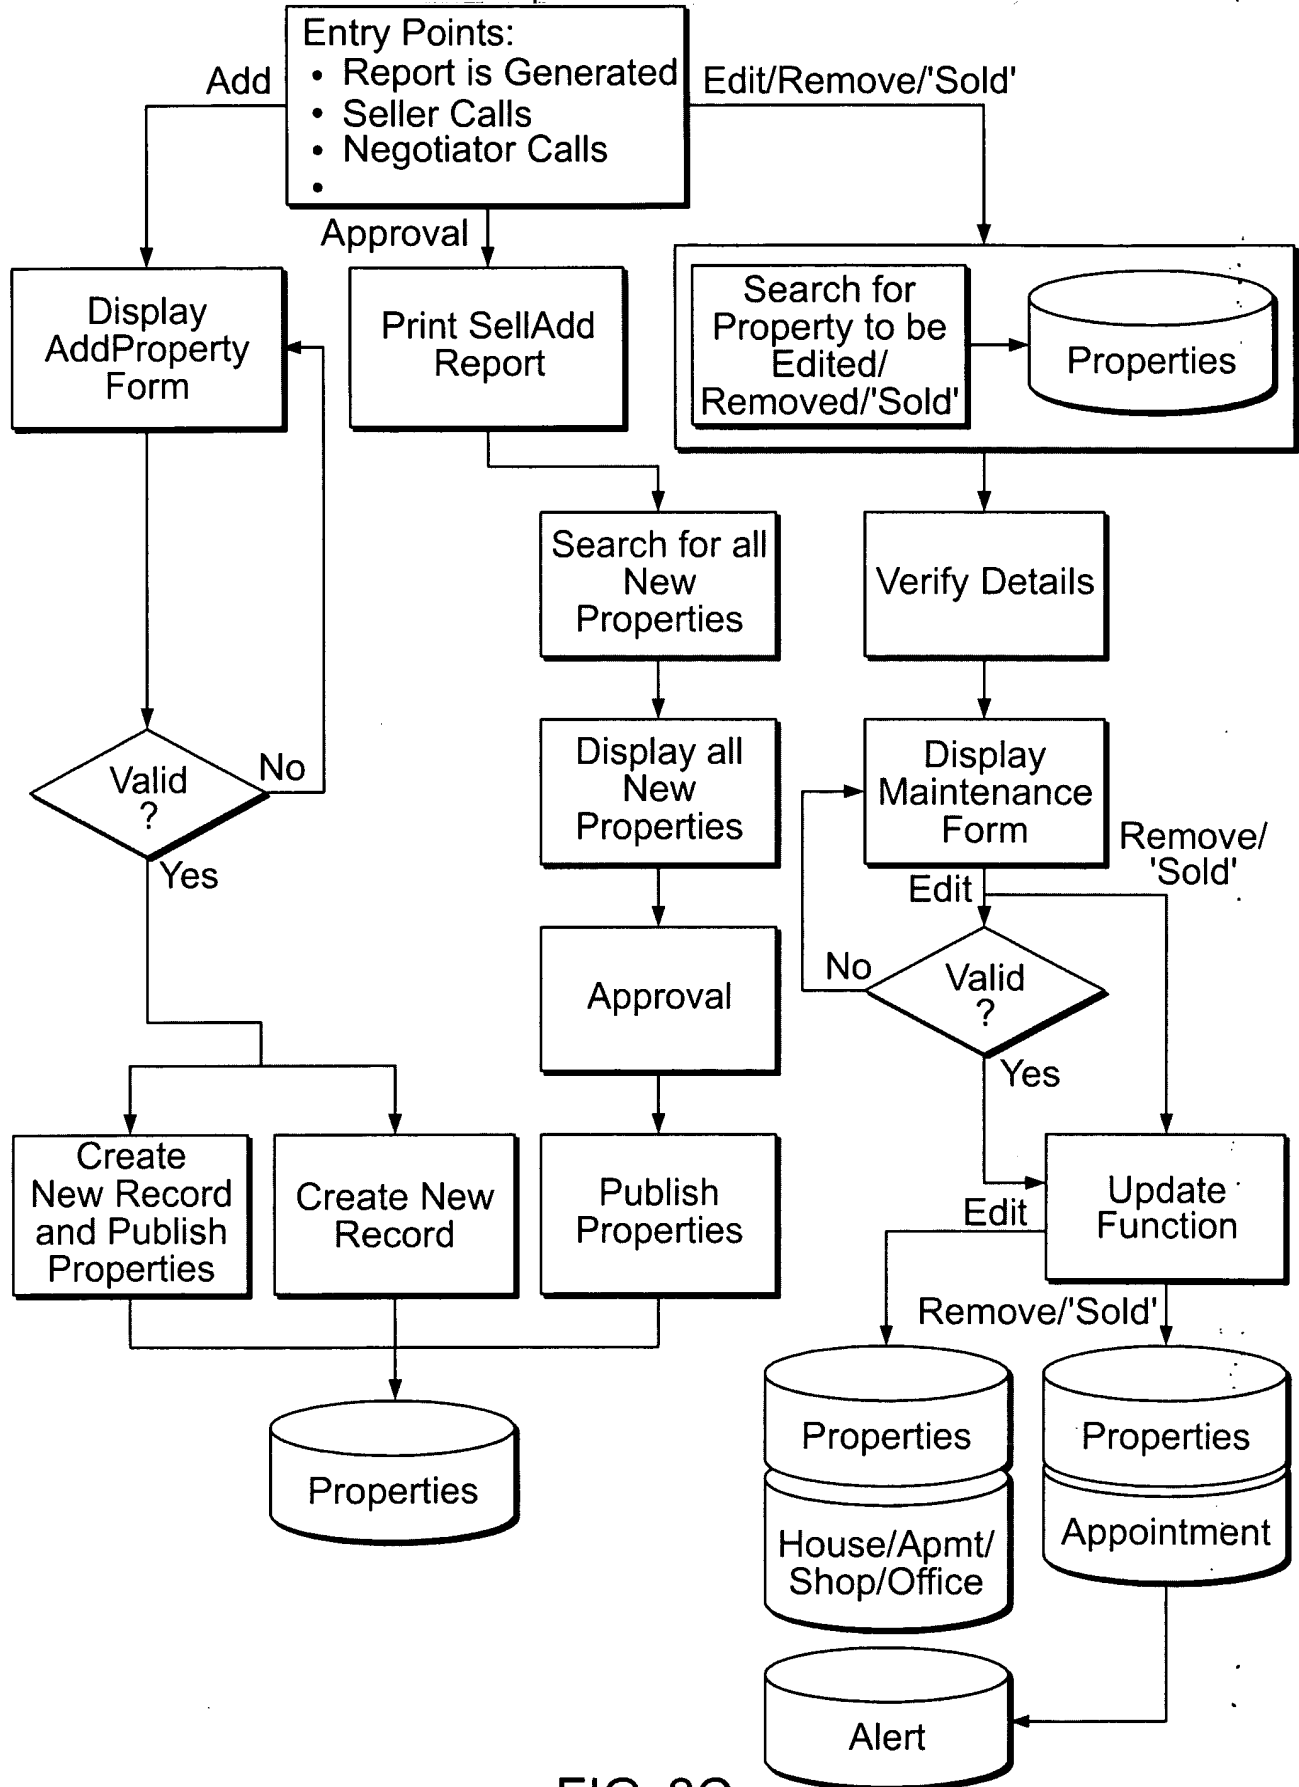 Entry Points:
• Report is Generated
• Seller Calls
• Negotiator Calls
•
Add
Edit/Remove/'Sold'
Approval
Display
AddProperty
Form
Print SellAdd
Report
Search for
Property to be
Edited/
Removed/'Sold'
Properties
Search for all
New
Properties
Verify Details
Valid
?
No
Yes
Display all
New
Properties
Display
Maintenance
Form
Remove/
'Sold'
Edit
Approval
No
Valid
?
Yes
Create
New Record
and Publish
Properties
Create New
Record
Publish
Properties
Update
Function
Edit
Remove/'Sold'
Properties
Properties
Properties
House/Apmt/
Shop/Office
Appointment
Alert